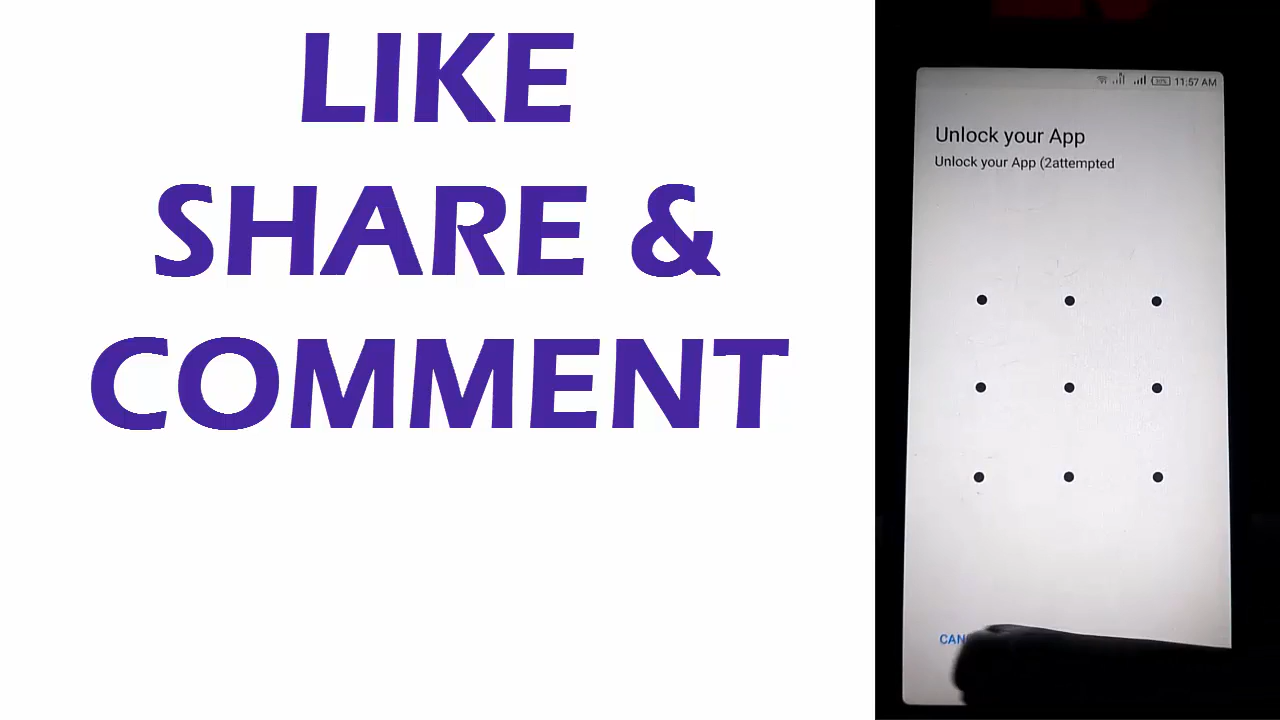 LIKE
SHARE &
COMMENT
11:57 AM
Unlock your App
Unlock your App (2attempted